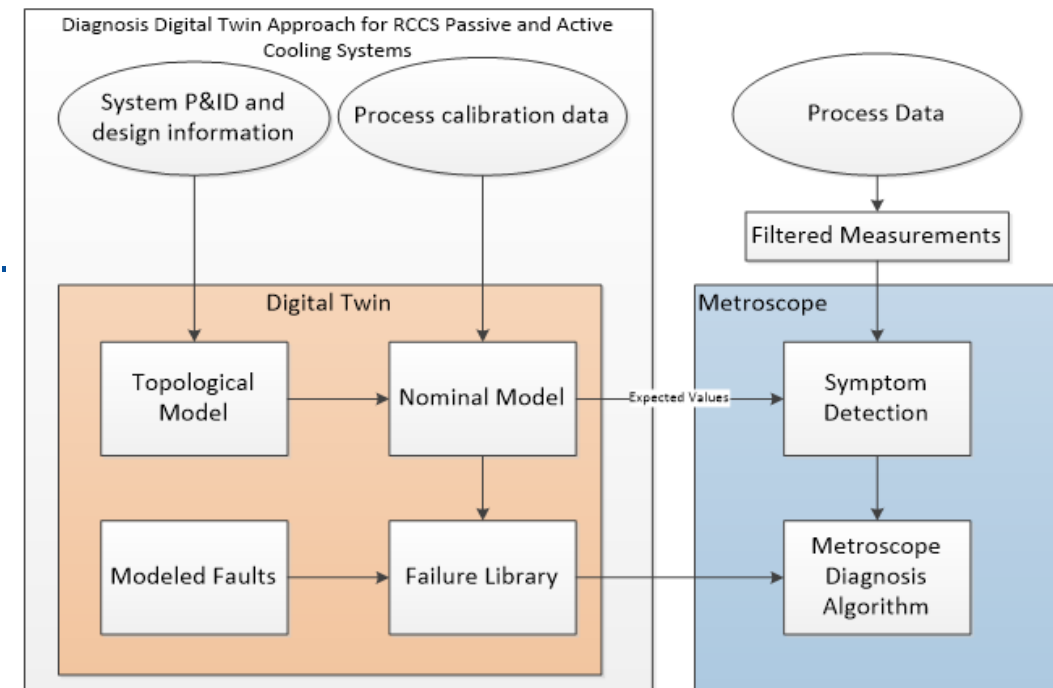 Diagnosis Digital Twin Approach for RCCS Passive and Active
Cooling Systems
System P&ID and
design information
Process calibration data
Process Data
Filtered Measurements
Digital Twin
Metroscope
Topological
Model
Nominal Model
Expected Values
Symptom
Detection
Modeled Faults
Failure Library
Metroscope
Diagnosis
Algorithm